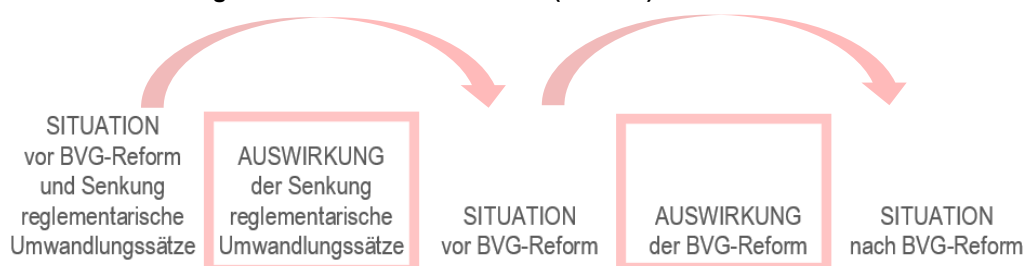 SITUATION
vor BVG-Reform
und Senkung
reglementarische
Umwandlungssätze
AUSWIRKUNG
der Senkung
reglementarische
Umwandlungssätze
SITUATION
vor BVG-Reform
AUSWIRKUNG
der BVG-Reform
SITUATION
nach BVG-Reform